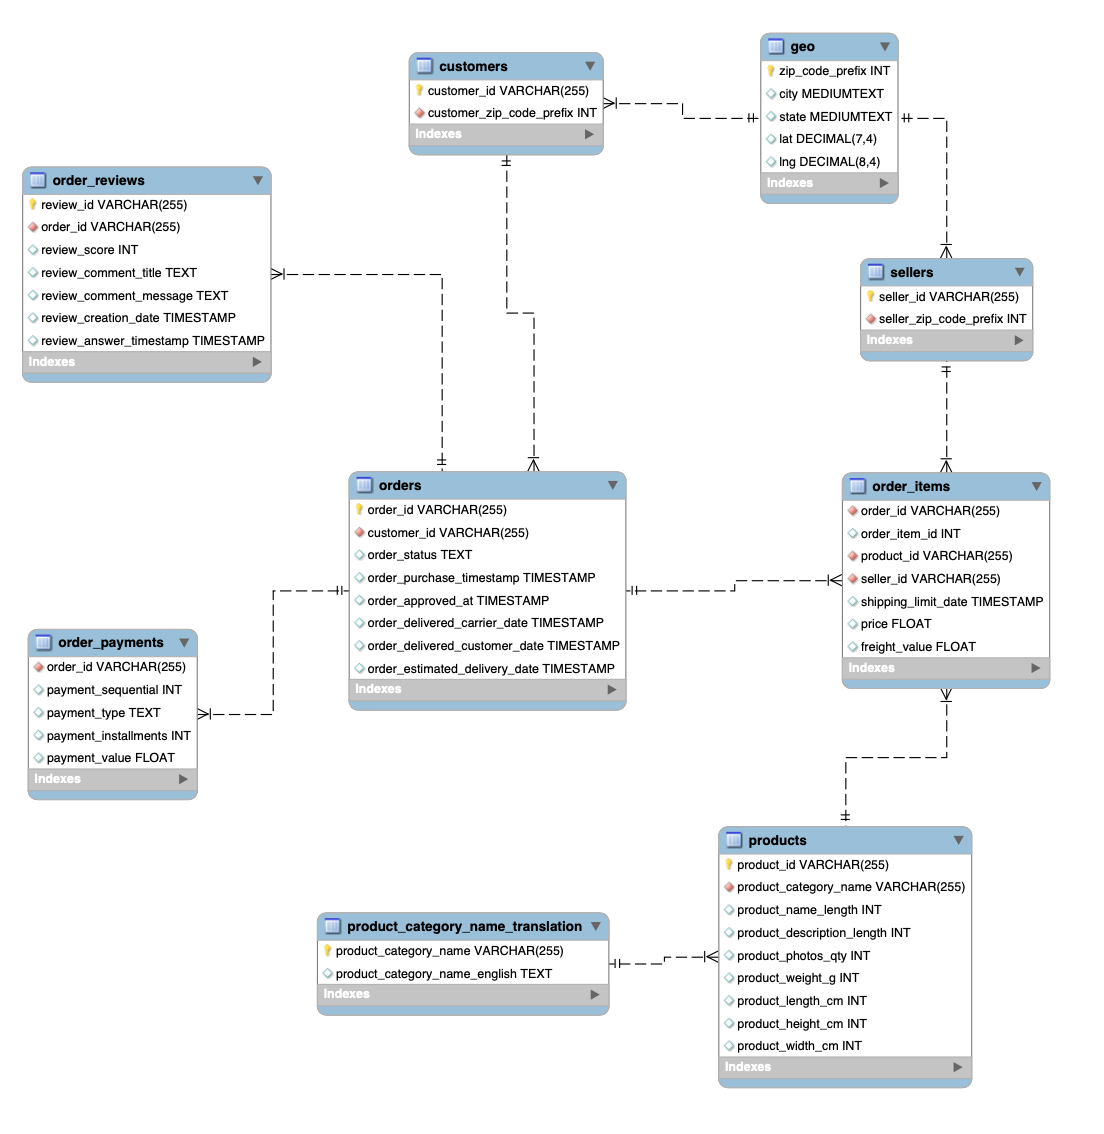 customers
customer_id VARCHAR(255)
customer_zip_code_prefix INT
Indexes
geo
zip_code_prefix INT
city MEDIUMTEXT
state MEDIUMTEXT
lat DECIMAL(7,4)
lng DECIMAL(8,4)
Indexes
order_reviews
review_id VARCHAR(255)
order_id VARCHAR(255)
review_score INT
review_comment_title TEXT
review_comment_message TEXT
review_creation_date TIMESTAMP
review_answer_timestamp TIMESTAMP
Indexes
sellers
seller_id VARCHAR(255)
seller_zip_code_prefix INT
Indexes
orders
order_id VARCHAR(255)
customer_id VARCHAR(255)
order_status TEXT
order_purchase_timestamp TIMESTAMP
order_approved_at TIMESTAMP
order_delivered_carrier_date TIMESTAMP
order_delivered_customer_date TIMESTAMP
order_estimated_delivery_date TIMESTAMP
Indexes
order_items
order_id VARCHAR(255)
order_item_id INT
product_id VARCHAR(255)
seller_id VARCHAR(255)
shipping_limit_date TIMESTAMP
price FLOAT
freight_value FLOAT
Indexes
order_payments
order_id VARCHAR(255)
payment_sequential INT
payment_type TEXT
payment_installments INT
payment_value FLOAT
Indexes
products
product_id VARCHAR(255)
product_category_name VARCHAR(255)
product_name_length INT
product_description_length INT
product_photos_qty INT
product_weight_g INT
product_length_cm INT
product_height_cm INT
product_width_cm INT
Indexes
product_category_name_translation
product_category_name VARCHAR(255)
product_category_name_english TEXT
Indexes